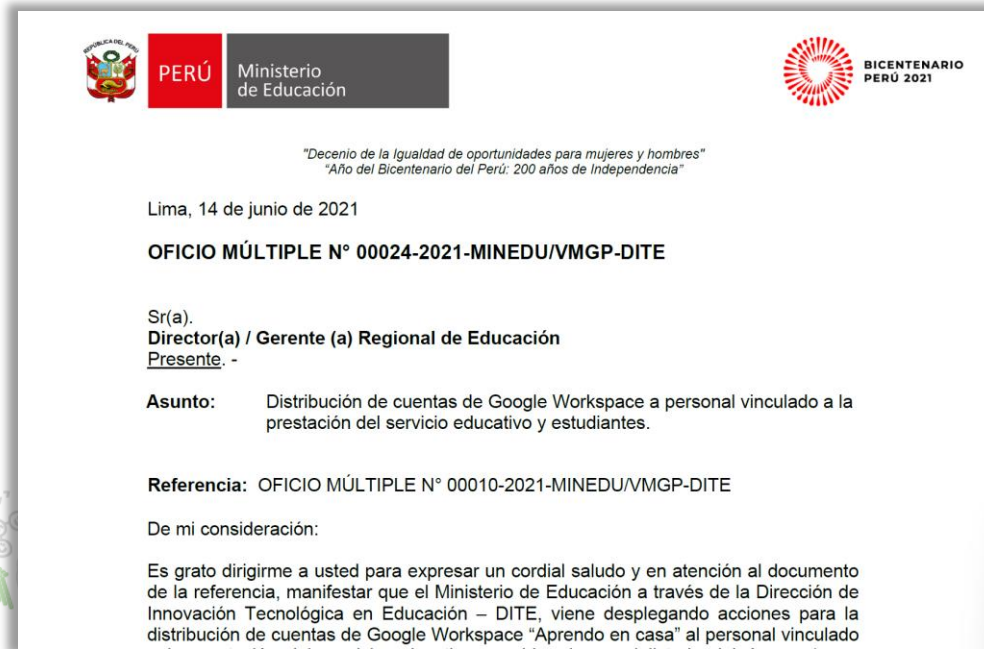 REPÚBLICA DEL PERÚ
PERÚ
Ministerio
de Educación
BICENTENARIO
PERÚ 2021
"Decenio de la Igualdad de oportunidades para mujeres y hombres"
“Año del Bicentenario del Perú: 200 años de Independencia”
Lima, 14 de junio de 2021
OFICIO MÚLTIPLE N° 00024-2021-MINEDU/VMGP-DITE
Sr(a).
Director(a) / Gerente (a) Regional de Educación
Presente. -
Asunto: Distribución de cuentas de Google Workspace a personal vinculado a la
prestación del servicio educativo y estudiantes.
Referencia: OFICIO MÚLTIPLE N° 00010-2021-MINEDU/VMGP-DITE
De mi consideración:
Es grato dirigirme a usted para expresar un cordial saludo y en atención al documento
de la referencia, manifestar que el Ministerio de Educación a través de la Dirección de
Innovación Tecnológica en Educación – DITE, viene desplegando acciones para la
distribución de cuentas de Google Workspace “Aprendo en casa” al personal vinculado